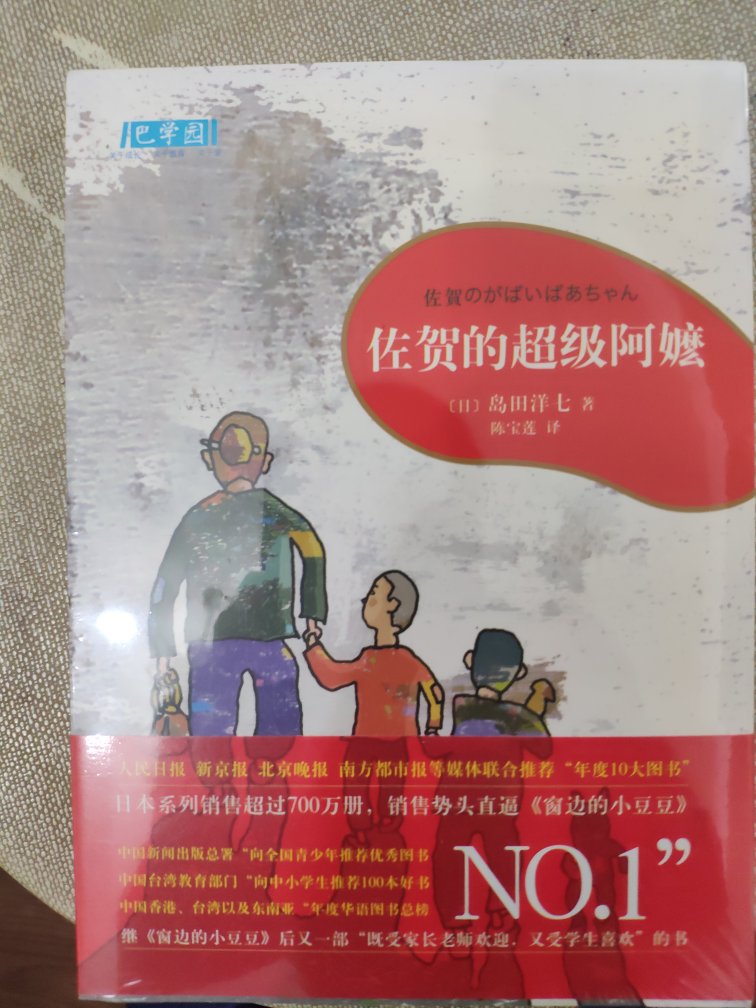 巴学园
佐賀のがばいばあちゃん
佐贺的超级阿嬷
〔日〕岛田洋七 著
陈宝莲 译
人民日报 新京报 北京晚报 南方都市报等媒体联合推荐“年度10大图书”
日本系列销售超过700万册，销售势头直逼《窗边的小豆豆》
中国新闻出版总署“向全国青少年推荐优秀图书
中国台湾教育部门“向中小学生推荐100本好书
中国香港、台湾以及东南亚“年度华语图书总榜
NO.1”
继《窗边的小豆豆》后又一部“既受家长老师欢迎，又受学生喜欢”的书